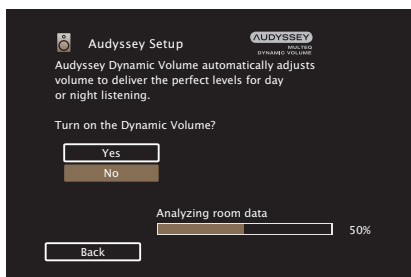 Audyssey Setup
AUDYSSEY
MULTEQ
DYNAMIC VOLUME
Audyssey Dynamic Volume automatically adjusts
volume to deliver the perfect levels for day
or night listening.
Turn on the Dynamic Volume?
Yes
No
Analyzing room data
50%
Back